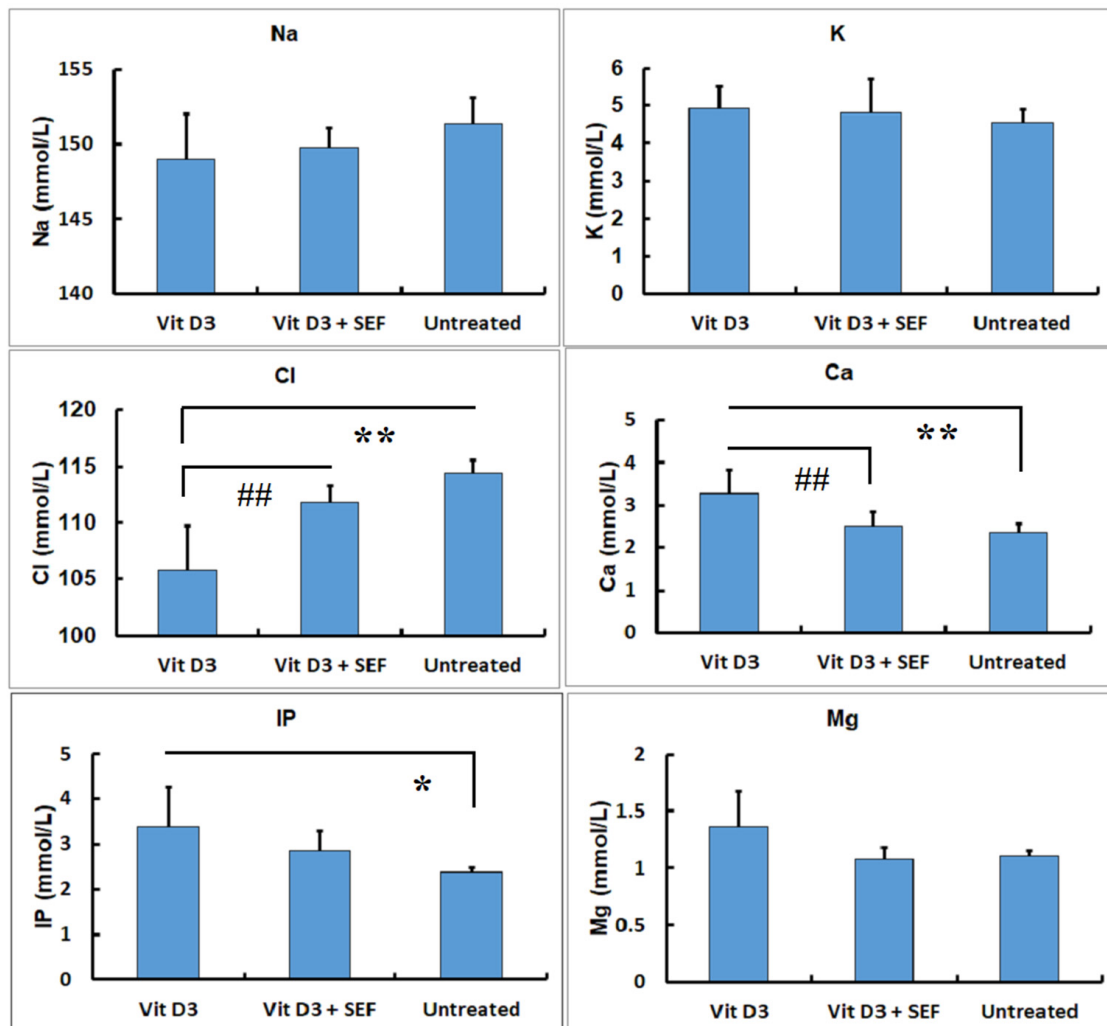 Na
Na (mmol/L)
155
150
145
140
Vit D3 Vit D3 + SEF Untreated
K
K (mmol/L)
6
5
4
3
2
1
0
Vit D3 Vit D3 + SEF Untreated
Cl
Cl (mmol/L)
120
115
110
105
100
**
##
Vit D3 Vit D3 + SEF Untreated
Ca
Ca (mmol/L)
5
4
3
2
1
0
**
##
Vit D3 Vit D3 + SEF Untreated
IP
IP (mmol/L)
5
4
3
2
1
0
*
Vit D3 Vit D3 + SEF Untreated
Mg
Mg (mmol/L)
2
1.5
1
0.5
0
Vit D3 Vit D3 + SEF Untreated